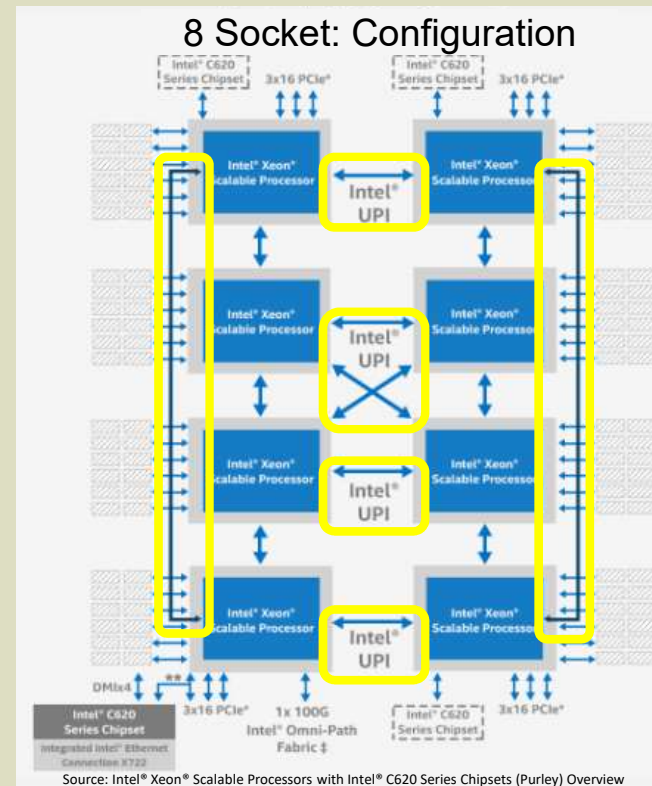 8 Socket: Configuration
Intel® C620
Series Chipset
3x16 PCIe*
Intel® C620
Series Chipset
3x16 PCIe*
Intel® Xeon®
Scalable Processor
Intel®
UPI
Intel® Xeon®
Scalable Processor
Intel® Xeon®
Scalable Processor
Intel®
UPI
Intel® Xeon®
Scalable Processor
Intel® Xeon®
Scalable Processor
Intel®
UPI
Intel® Xeon®
Scalable Processor
Intel® Xeon®
Scalable Processor
Intel®
UPI
Intel® Xeon®
Scalable Processor
DMIx4
**
Intel® C620
Series Chipset
Integrated Intel® Ethernet
Connection X722
3x16 PCIe*
1x 100G
Intel® Omni-Path
Fabric ‡
Intel® C620
Series Chipset
3x16 PCIe*
Source: Intel® Xeon® Scalable Processors with Intel® C620 Series Chipsets (Purley) Overview